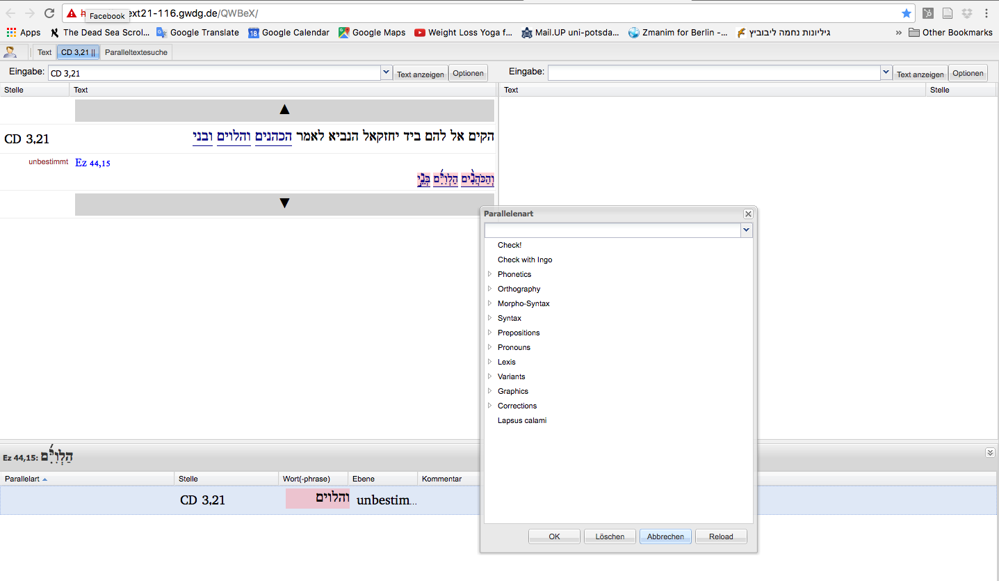 ext21-116.gwdg.de/QWBeX/
Facebook
Apps The Dead Sea Scrol... Google Translate Google Calendar Google Maps Weight Loss Yoga f... Mail.UP uni-potsda... Zmanim for Berlin -... גיליונות נחמה ליבוביץ » Other Bookmarks
Text CD 3,21 || Paralleltextesuche
Eingabe: CD 3,21 Text anzeigen Optionen Eingabe: Text anzeigen Optionen
Stelle Text Text Stelle
▲
CD 3,21 הקים אל להם ביד יחזקאל הנביא לאמר הכהנים והלוים ובני
unbestimmt Ez 44,15
וְהַכֹּהֲנִ֨ים הַלְוִיִּ֜ם בְּנֵ֣י
▼
Parallelenart
Check!
Check with Ingo
Phonetics
Orthography
Morpho-Syntax
Syntax
Prepositions
Pronouns
Lexis
Variants
Graphics
Corrections
Lapsus calami
OK Löschen Abbrechen Reload
Ez 44,15: הַלְוִיִּ֜ם
Parallelart Stelle Wort(-phrase) Ebene Kommentar
CD 3,21 והלוים unbestim...